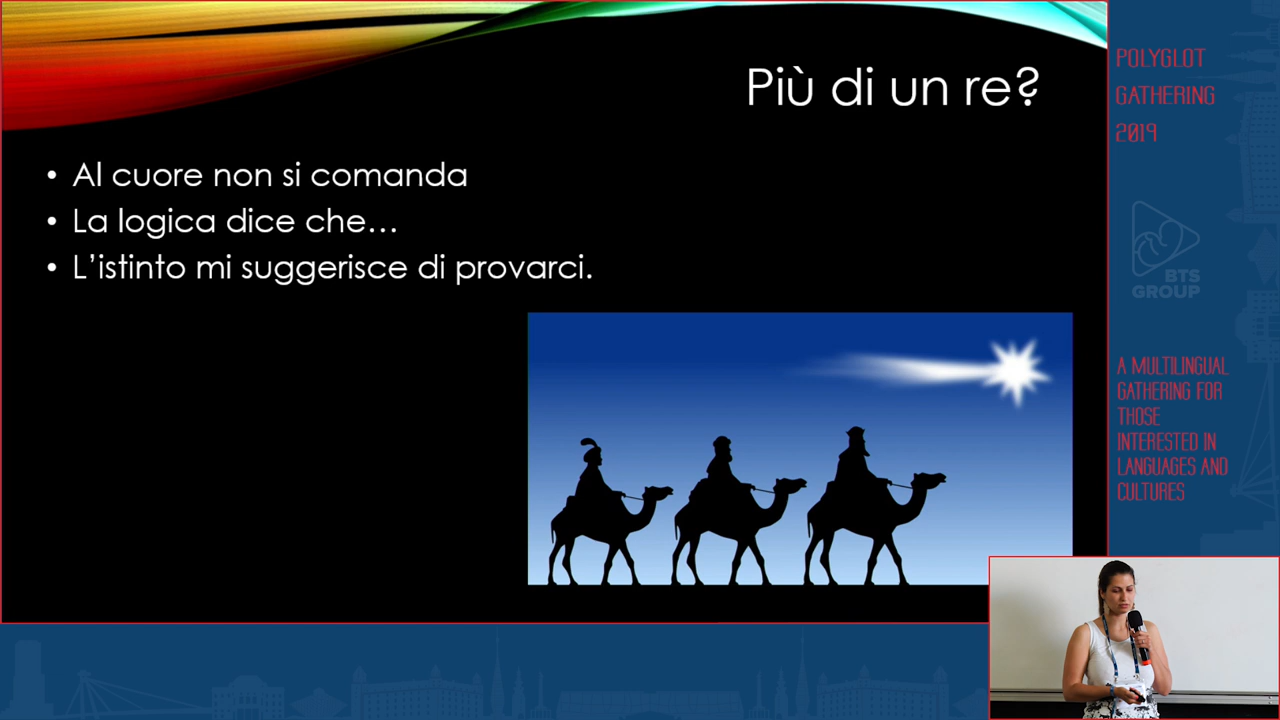 Più di un re?
• Al cuore non si comanda
• La logica dice che…
• L’istinto mi suggerisce di provarci.
POLYGLOT
GATHERING
2019
BTS
GROUP
A MULTILINGUAL
GATHERING FOR
THOSE
INTERESTED IN
LANGUAGES AND
CULTURES